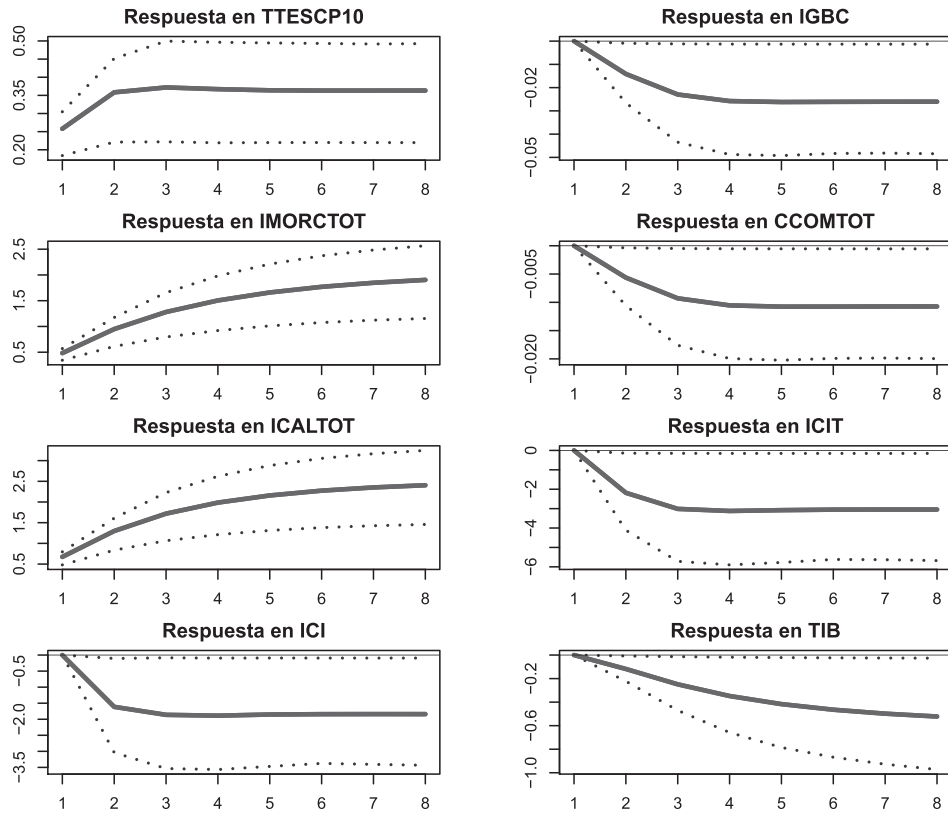 Respuesta en TTESCP10
0.50
0.35
0.20
1 2 3 4 5 6 7 8
Respuesta en IGBC
−0.02
−0.05
1 2 3 4 5 6 7 8
Respuesta en IMORCTOT
2.5
1.5
0.5
1 2 3 4 5 6 7 8
Respuesta en CCOMTOT
−0.005
−0.020
1 2 3 4 5 6 7 8
Respuesta en ICALTOT
2.5
1.5
0.5
1 2 3 4 5 6 7 8
Respuesta en ICIT
0
−2
−4
−6
1 2 3 4 5 6 7 8
Respuesta en ICI
−0.5
−2.0
−3.5
1 2 3 4 5 6 7 8
Respuesta en TIB
−0.2
−0.6
−1.0
1 2 3 4 5 6 7 8